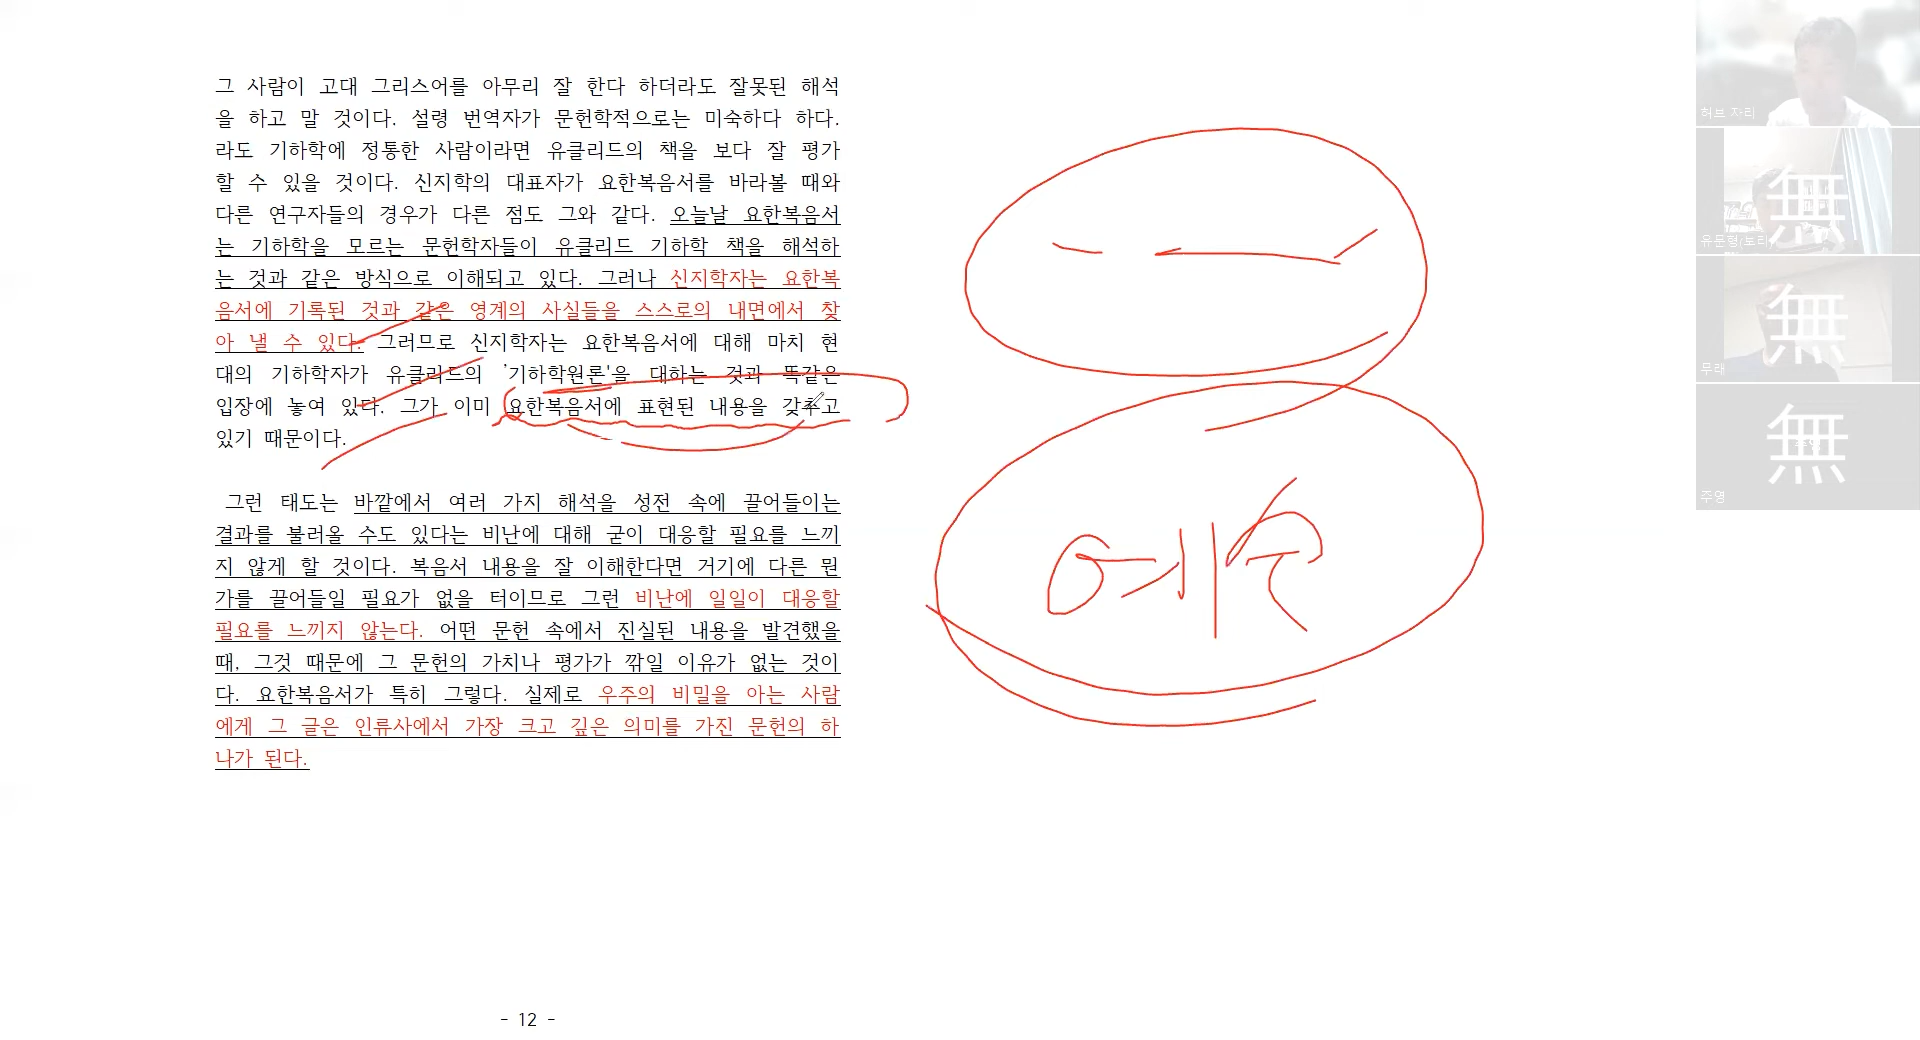 그 사람이 고대 그리스어를 아무리 잘 한다 하더라도 잘못된 해석
을 하고 말 것이다. 설령 번역자가 문헌학적으로는 미숙하다 하다.
라도 기하학에 정통한 사람이라면 유클리드의 책을 보다 잘 평가
할 수 있을 것이다. 신지학의 대표자가 요한복음서를 바라볼 때와
다른 연구자들의 경우가 다른 점도 그와 같다. 오늘날 요한복음서
는 기하학을 모르는 문헌학자들이 유클리드 기하학 책을 해석하
는 것과 같은 방식으로 이해되고 있다. 그러나 신지학자는 요한복
음서에 기록된 것과 같은 영계의 사실들을 스스로의 내면에서 찾
아 낼 수 있다. 그러므로 신지학자는 요한복음서에 대해 마치 현
대의 기하학자가 유클리드의 '기하학원론'을 대하는 것과 똑같은
입장에 놓여 있다. 그가 이미 요한복음서에 표현된 내용을 갖추고
있기 때문이다.
그런 태도는 바깥에서 여러 가지 해석을 성전 속에 끌어들이는
결과를 불러올 수도 있다는 비난에 대해 굳이 대응할 필요를 느끼
지 않게 할 것이다. 복음서 내용을 잘 이해한다면 거기에 다른 뭔
가를 끌어들일 필요가 없을 터이므로 그런 비난에 일일이 대응할
필요를 느끼지 않는다. 어떤 문헌 속에서 진실된 내용을 발견했을
때, 그것 때문에 그 문헌의 가치나 평가가 깎일 이유가 없는 것이
다. 요한복음서가 특히 그렇다. 실제로 우주의 비밀을 아는 사람
에게 그 글은 인류사에서 가장 크고 깊은 의미를 가진 문헌의 하
나가 된다.
- 12 -
예수
허브 자리
無
유문형(보리
無
무래
無
주영